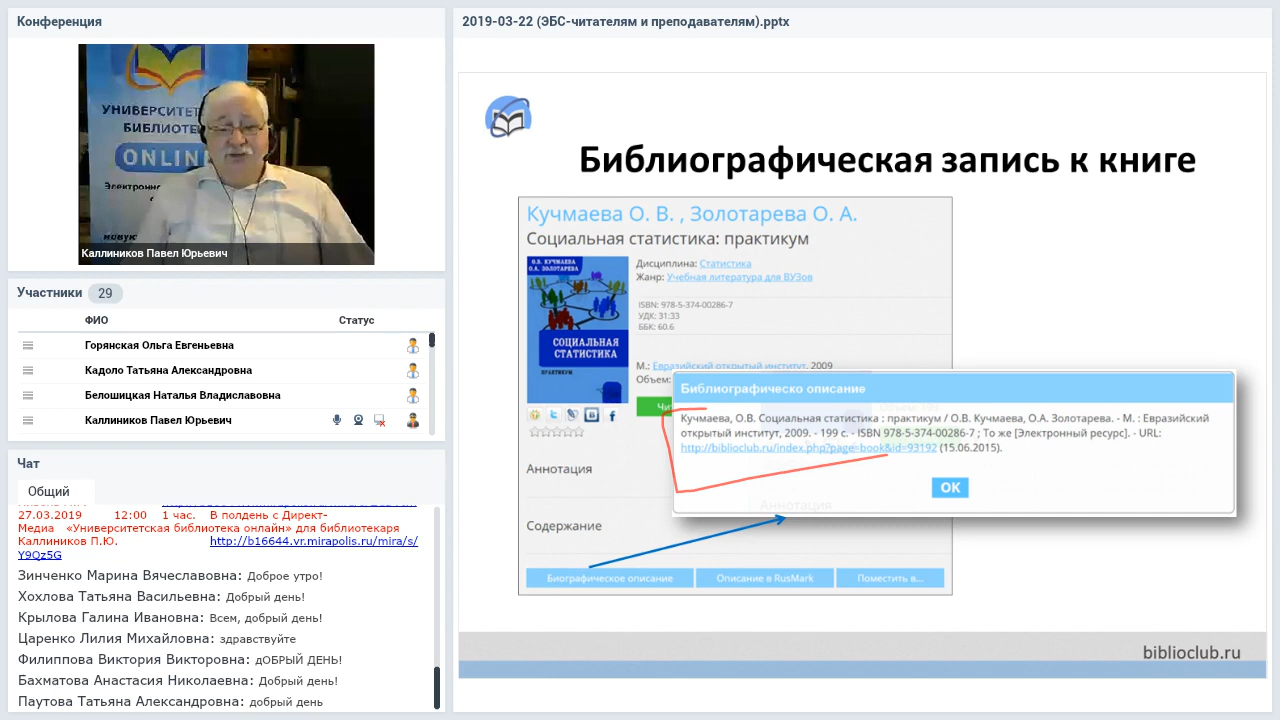 Конференция
УНИВЕРСИТЕТ
БИБЛИОТЕ
ONLIN
Электронно
Каллиников Павел Юрьевич
Участники 29
ФИО Статус
Горянская Ольга Евгеньевна
Кадоло Татьяна Александровна
Белошицкая Наталья Владиславовна
Каллиников Павел Юрьевич
Чат
Общий
27.03.2019 12:00 1 час. В полдень с Директ-
Медиа «Университетская библиотека онлайн» для библиотекаря
Каллиников П.Ю. http://b16644.vr.mirapolis.ru/mira/s/
Y9Qz5G
Зинченко Марина Вячеславовна: Доброе утро!
Хохлова Татьяна Васильевна: Добрый день!
Крылова Галина Ивановна: Всем, добрый день!
Царенко Лилия Михайловна: здравствуйте
Филиппова Виктория Викторовна: дОБРЫЙ ДЕНЬ!
Бахматова Анастасия Николаевна: Добрый день!
Паутова Татьяна Александровна: добрый день
2019-03-22 (ЭБС-читателям и преподавателям).pptx
Библиографическая запись к книге
Кучмаева О. В. , Золотарева О. А.
Социальная статистика: практикум
О.В. КУЧМАЕВА
О.А. ЗОЛОТАРЕВА
СОЦИАЛЬНАЯ
СТАТИСТИКА
ПРАКТИКУМ
Дисциплина: Статистика
Жанр: Учебная литература для ВУЗов
ISBN: 978-5-374-00286-7
УДК: 31:33
ББК: 60.6
М.: Евразийский открытый институт, 2009
Объем:
Чи
Аннотация
Содержание
Биографическое описание Описание в RusMark Поместить в...
Библиографическо описание
Кучмаева, О.В. Социальная статистика : практикум / О.В. Кучмаева, О.А. Золотарева. - М. : Евразийский
открытый институт, 2009. - 199 с. - ISBN 978-5-374-00286-7 ; То же [Электронный ресурс]. - URL:
http://biblioclub.ru/index.php?page=book&id=93192 (15.06.2015).
OK
Аннотация
biblioclub.ru